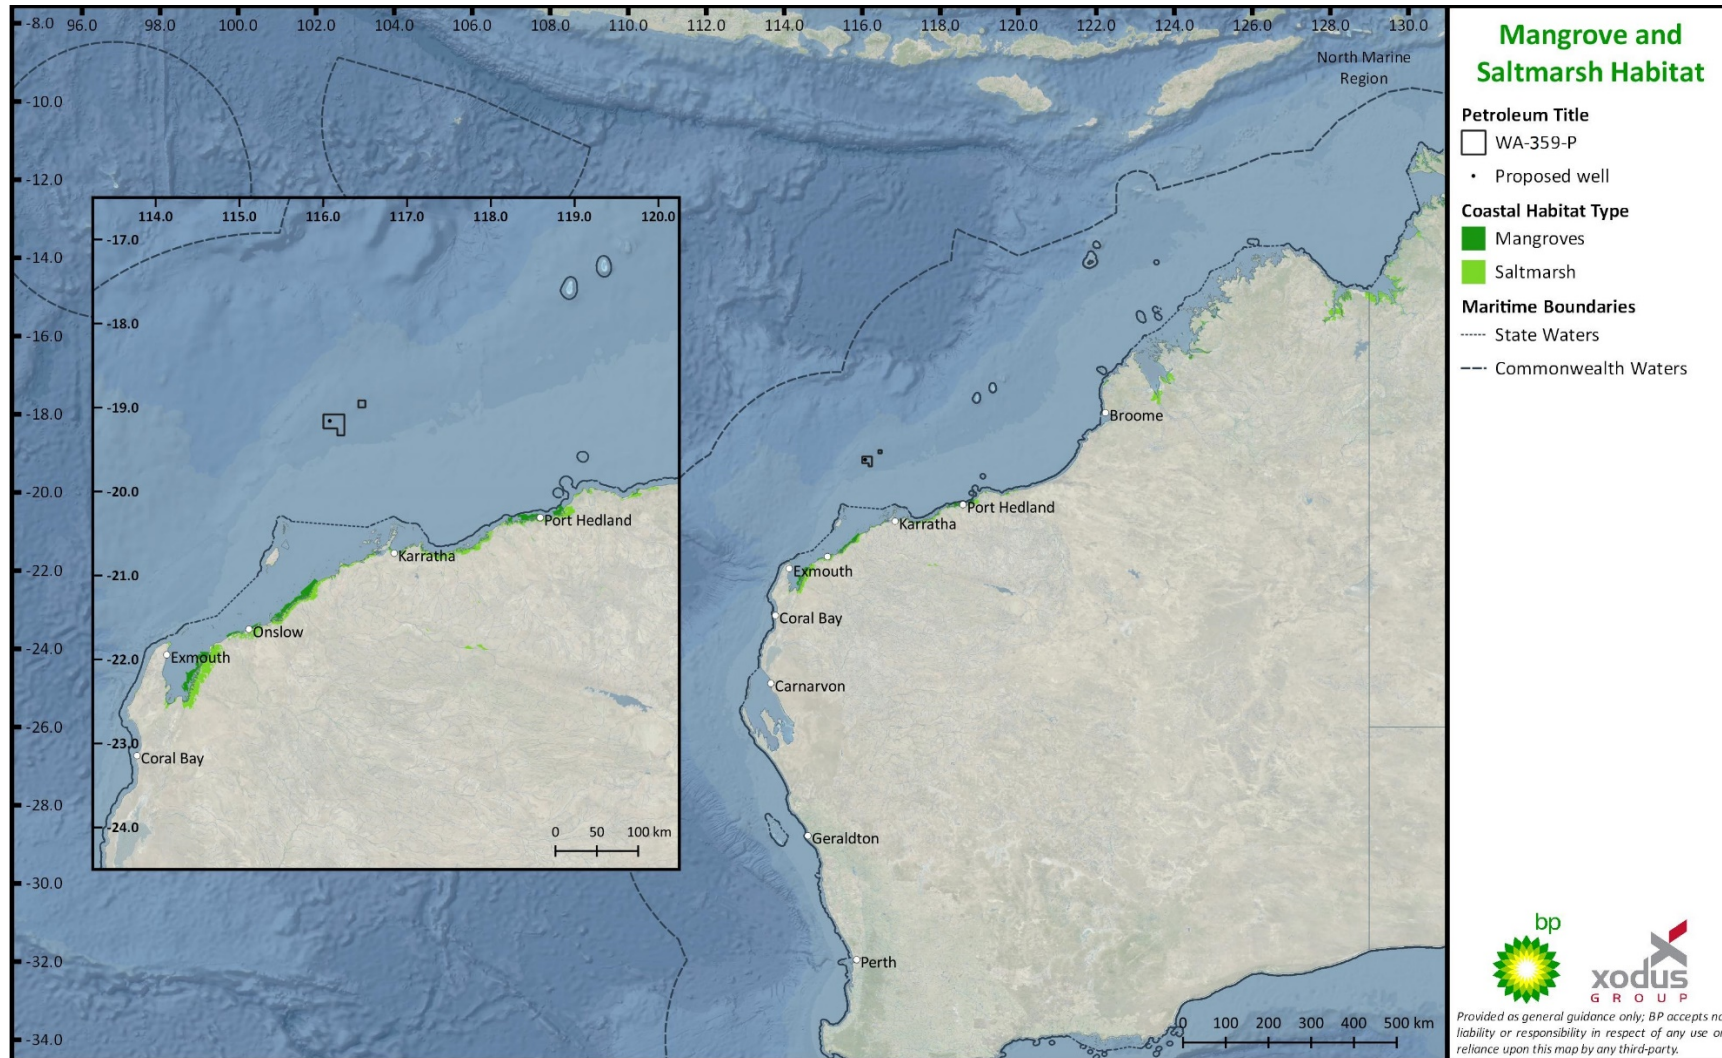 -8.0 96.0 98.0 100.0 102.0 104.0 106.0 108.0 110.0 112.0 114.0 116.0 118.0 120.0 122.0 124.0 126.0 128.0 130.0
North Marine
Region
-10.0
-12.0
-14.0
-16.0
-18.0
-20.0
-22.0
-24.0
-26.0
-28.0
-30.0
-32.0
-34.0
114.0 115.0 116.0 117.0 118.0 119.0 120.0
-17.0
-18.0
-19.0
-20.0
-21.0
-22.0
-23.0
-24.0
Port Hedland
Karratha
Onslow
Exmouth
Coral Bay
0 50 100 km
Broome
Port Hedland
Karratha
Exmouth
Coral Bay
Carnarvon
Geraldton
Perth
0 100 200 300 400 500 km
Mangrove and
Saltmarsh Habitat
Petroleum Title
WA-359-P
Proposed well
Coastal Habitat Type
Mangroves
Saltmarsh
Maritime Boundaries
State Waters
Commonwealth Waters
bp
xodus
GROUP
Provided as general guidance only; BP accepts no
liability or responsibility in respect of any use or
reliance upon this map by any third-party.